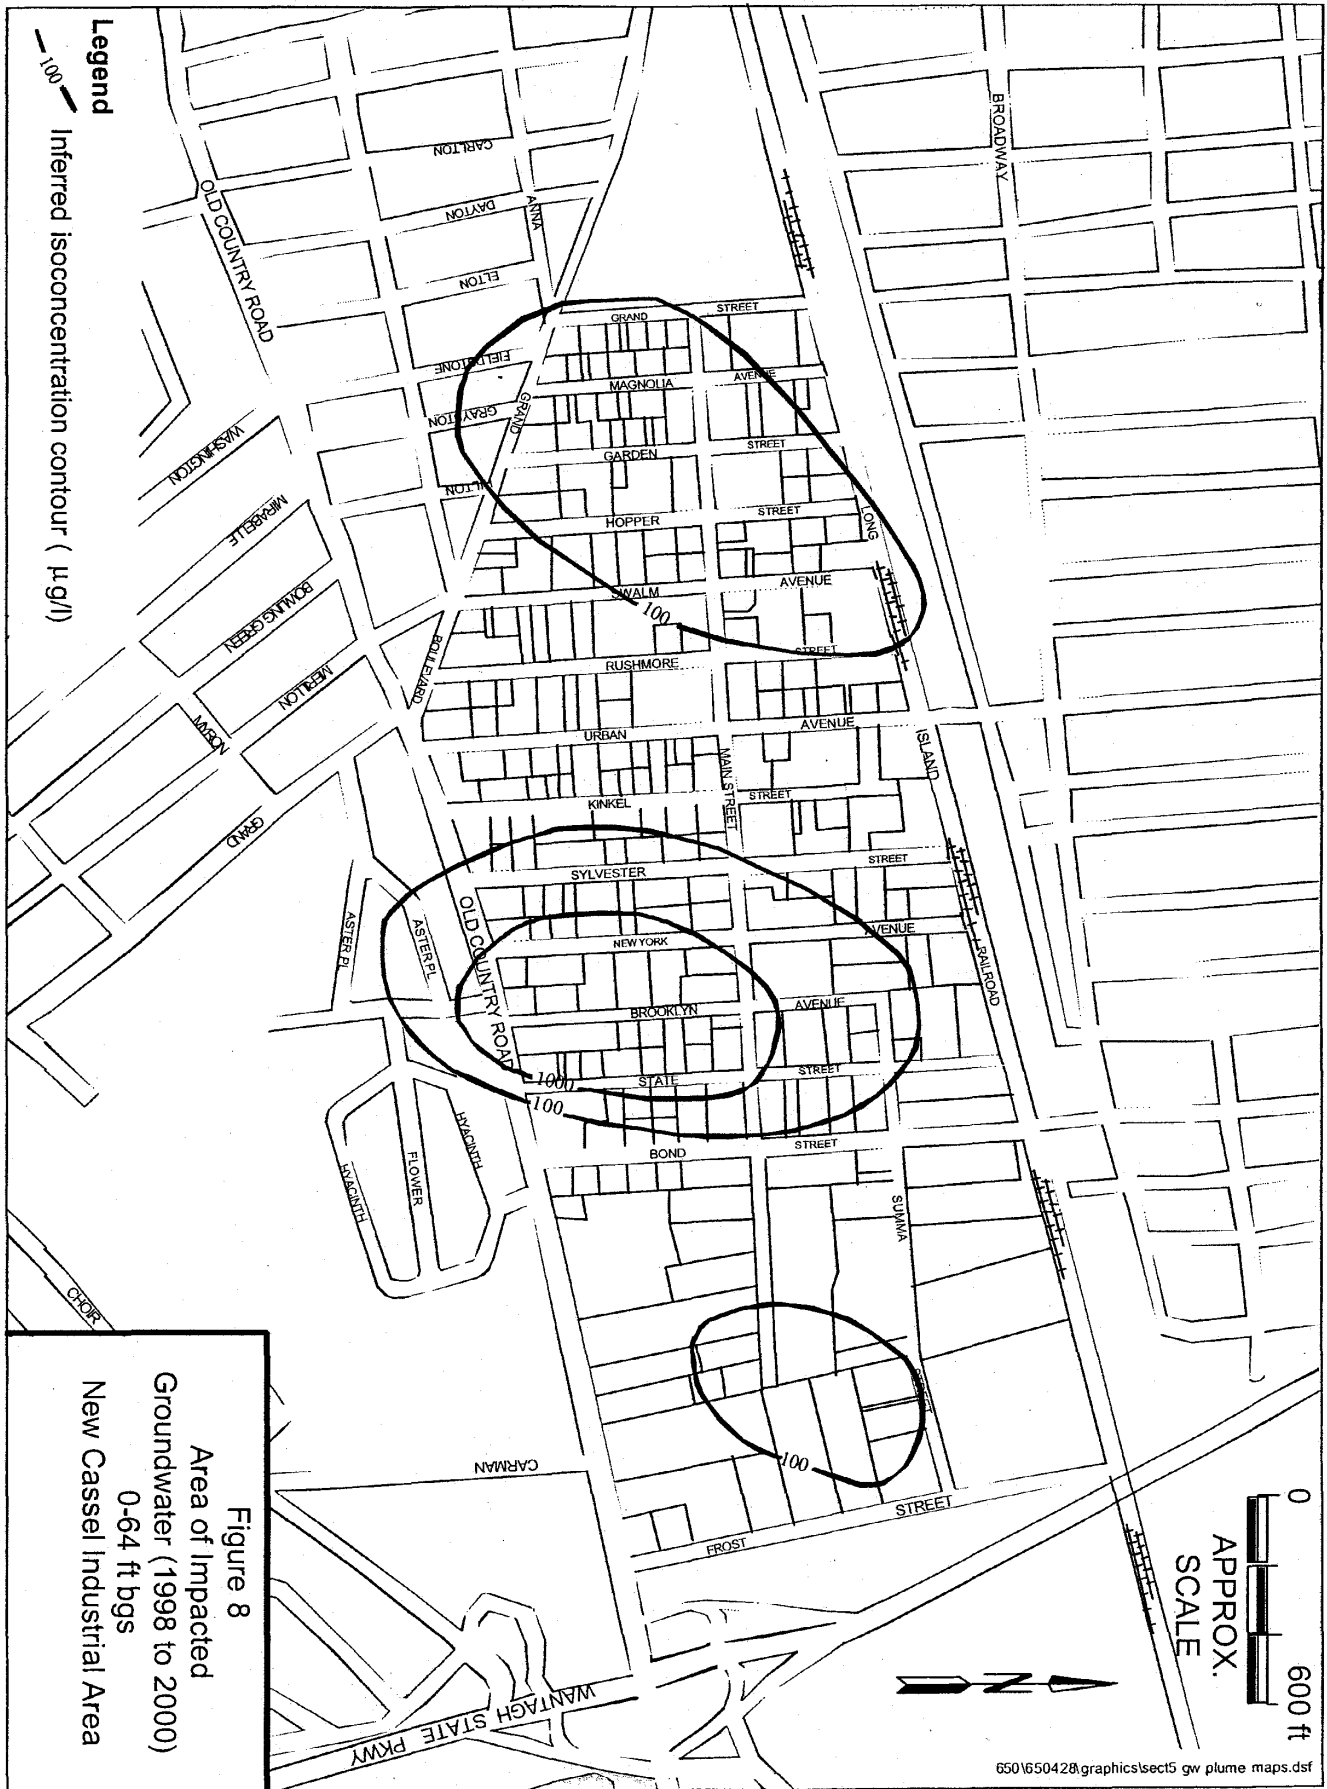 Legend
100 Inferred isoconcentration contour ( µg/l)
BROADWAY
CARLTON
DAYTON
ANNA
ELTON
OLD COUNTRY ROAD
FIELDSTONE
GRAYSTON
GRAND
GRAND STREET
MAGNOLIA AVENUE
GARDEN STREET
HOPPER STREET
SWALM AVENUE
100
RUSHMORE STREET
URBAN AVENUE
KINKEL STREET
MAIN STREET
LONG ISLAND RAILROAD
WASHINGTON
MIRABELLE
BOWLING GREEN
MERILLON
MYRON
GRAND
BOULEVARD
SYLVESTER STREET
NEW YORK AVENUE
BROOKLYN AVENUE
STATE STREET
BOND STREET
1000
100
OLD COUNTRY ROAD
ASTER PL
ASTER PL
HYACINTH
FLOWER
HYACINTH
CHOIR
SUMMA
STREET
100
FROST STREET
CARMAN
WANTAGH STATE PKWY
N
0 600 ft
APPROX.
SCALE
Figure 8
Area of Impacted
Groundwater (1998 to 2000)
0-64 ft bgs
New Cassel Industrial Area
650\650428\graphics\sect5 gw plume maps.dsf